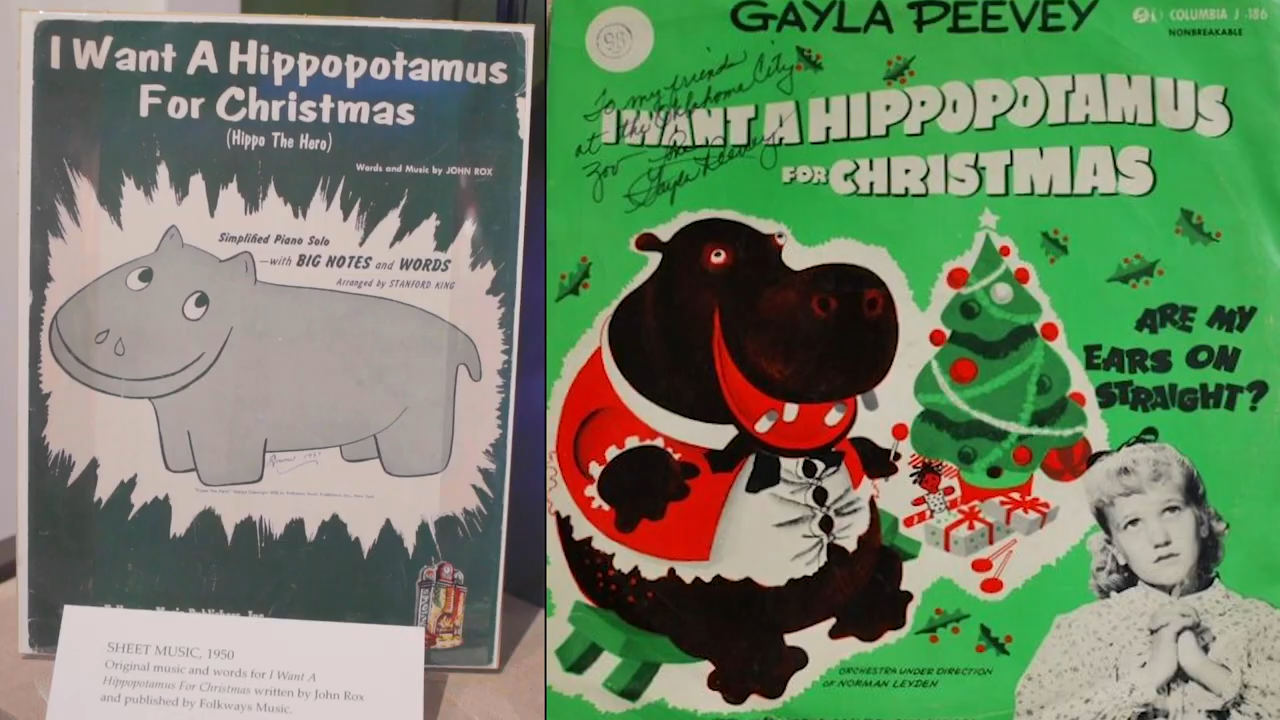 I Want A Hippopotamus
For Christmas
(Hippo The Hero)
Words and Music by JOHN ROX
Simplified Piano Solo
—with BIG NOTES and WORDS
Arranged by STANFORD KING
SHEET MUSIC, 1950
Original music and words for I Want A
Hippopotamus For Christmas written by John Rox
and published by Folkways Music.
GAYLA PEEVEY
COLUMBIA J-186
NONBREAKABLE
98
To my friends
at the Oklahoma City
Zoo
Gayla Peevey
I WANT A HIPPOPOTAMUS
FOR CHRISTMAS
ARE MY
EARS ON
STRAIGHT?
ORCHESTRA UNDER DIRECTION
OF NORMAN LEYDEN